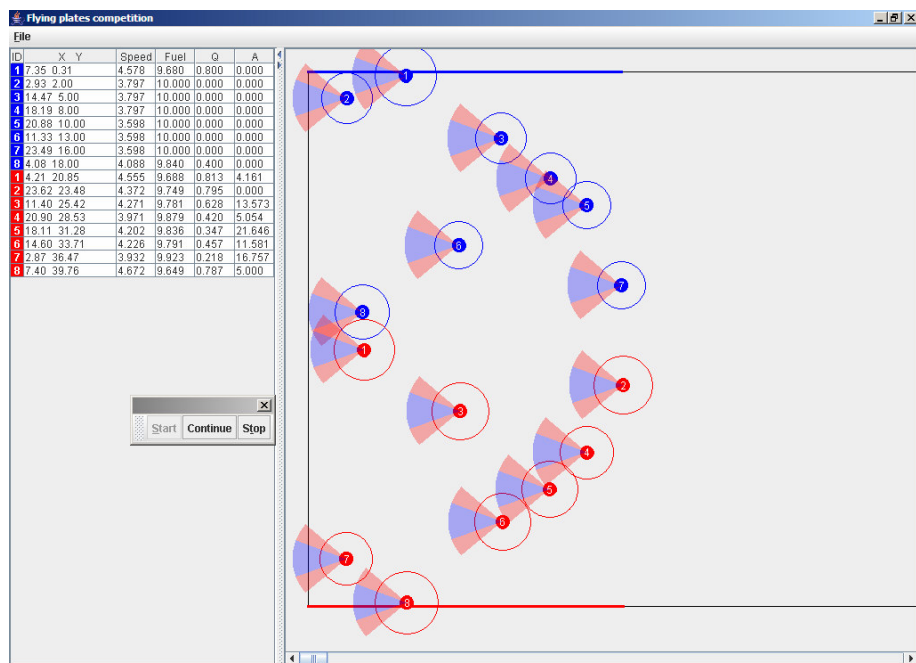 Flying plates competition
File
ID X Y Speed Fuel Q A
1 7.35 0.31 4.578 9.680 0.800 0.000
2 2.93 2.00 3.797 10.000 0.000 0.000
3 14.47 5.00 3.797 10.000 0.000 0.000
4 18.19 8.00 3.797 10.000 0.000 0.000
5 20.88 10.00 3.598 10.000 0.000 0.000
6 11.33 13.00 3.598 10.000 0.000 0.000
7 23.49 16.00 3.598 10.000 0.000 0.000
8 4.08 18.00 4.088 9.840 0.400 0.000
1 4.21 20.85 4.555 9.688 0.813 4.161
2 23.62 23.48 4.372 9.749 0.795 0.000
3 11.40 25.42 4.271 9.781 0.628 13.573
4 20.90 28.53 3.971 9.879 0.420 5.054
5 18.11 31.28 4.202 9.836 0.347 21.646
6 14.60 33.71 4.226 9.791 0.457 11.581
7 2.87 36.47 3.932 9.923 0.218 16.757
8 7.40 39.76 4.672 9.649 0.787 5.000
Start Continue Stop
1
2
3
4
5
6
7
8
1
2
3
4
5
6
7
8